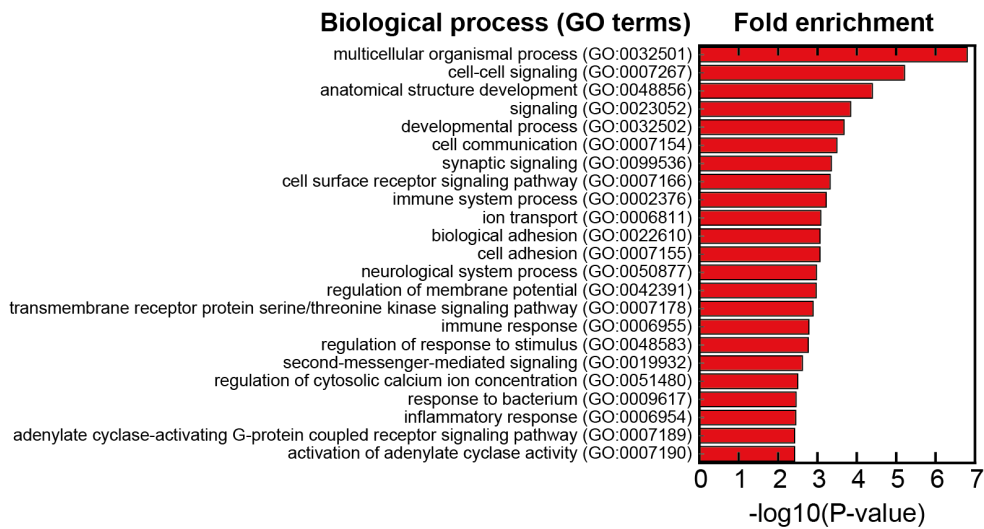 Biological process (GO terms) Fold enrichment
multicellular organismal process (GO:0032501)
cell-cell signaling (GO:0007267)
anatomical structure development (GO:0048856)
signaling (GO:0023052)
developmental process (GO:0032502)
cell communication (GO:0007154)
synaptic signaling (GO:0099536)
cell surface receptor signaling pathway (GO:0007166)
immune system process (GO:0002376)
ion transport (GO:0006811)
biological adhesion (GO:0022610)
cell adhesion (GO:0007155)
neurological system process (GO:0050877)
regulation of membrane potential (GO:0042391)
transmembrane receptor protein serine/threonine kinase signaling pathway (GO:0007178)
immune response (GO:0006955)
regulation of response to stimulus (GO:0048583)
second-messenger-mediated signaling (GO:0019932)
regulation of cytosolic calcium ion concentration (GO:0051480)
response to bacterium (GO:0009617)
inflammatory response (GO:0006954)
adenylate cyclase-activating G-protein coupled receptor signaling pathway (GO:0007189)
activation of adenylate cyclase activity (GO:0007190)
0 1 2 3 4 5 6 7
-log10(P-value)